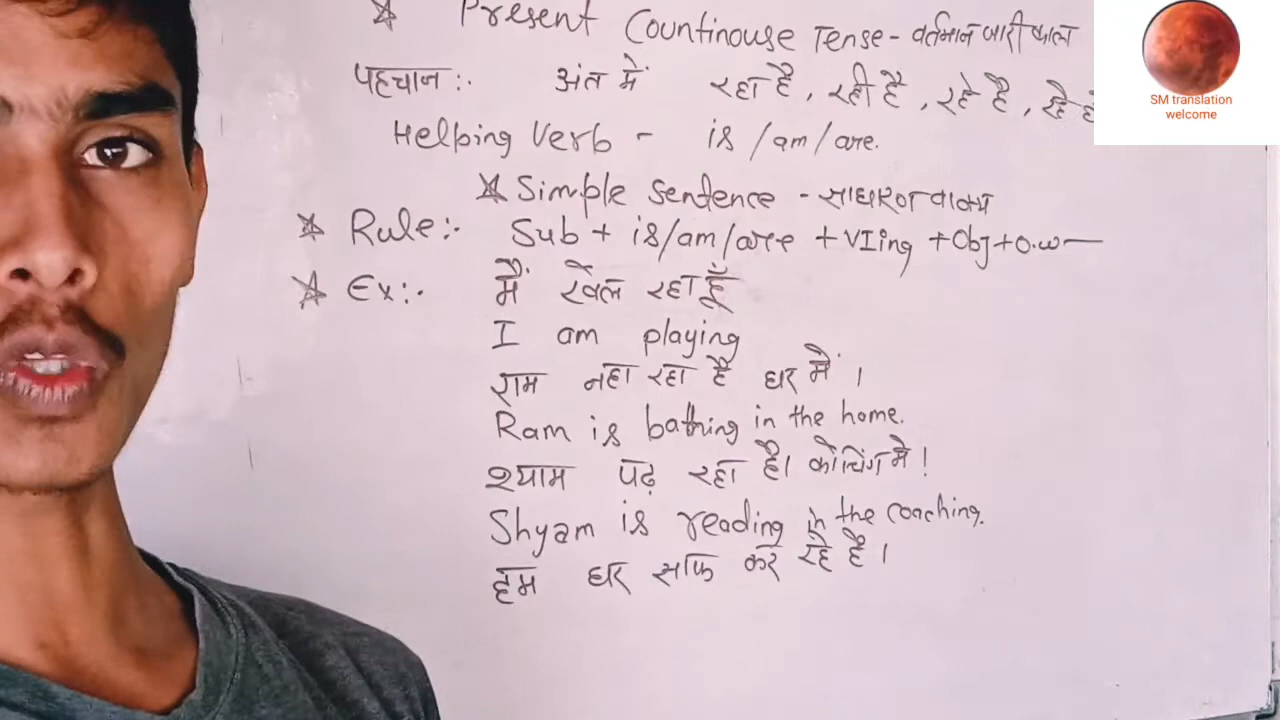 Present Countinouse Tense - वर्तमान जारी काल
पहचान :. अंत में रहा है, रही है, रहे है, रहे
Helping Verb - is/am/are.
Simple Sentence - साधारण वाक्य
Rule:- Sub + is/am/are + VIing + Obj + O.w
Ex:- मैं खेल रहा हूँ
I am playing
राम नहा रहा है घर में।
Ram is bathing in the home.
श्याम पढ़ रहा है। कोचिंग मे!
Shyam is reading in the coaching.
हम घर साफ कर रहे है।
SM translation
welcome